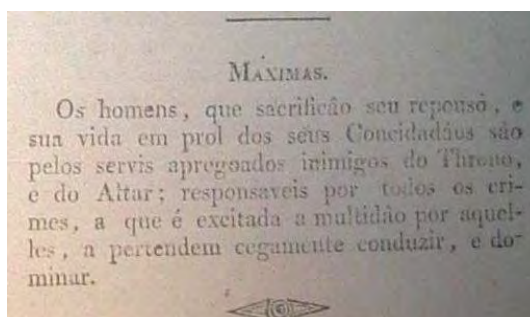 MAXIMAS.
Os homens, que sacrificão seu repouso, e
sua vida em prol dos seus Concidadãos são
pelos servis apregoados inimigos do Throno,
e do Altar; responsaveis por todos os cri-
mes, a que é excitada a multidão por aquel-
les, a pertendem cegamente conduzir, e do-
minar.